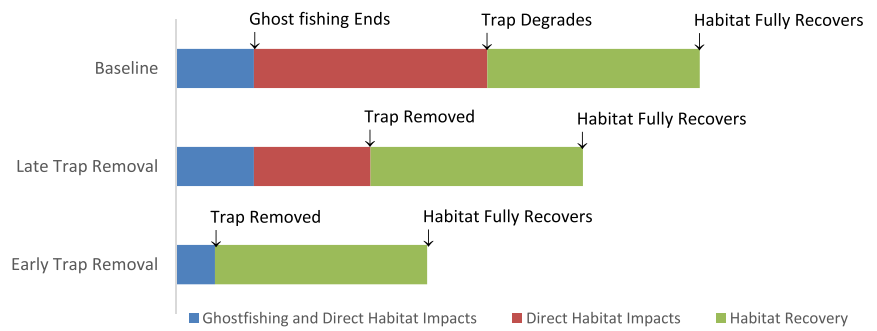 Ghost fishing Ends
Trap Degrades
Habitat Fully Recovers
Baseline
Trap Removed
Habitat Fully Recovers
Late Trap Removal
Trap Removed
Habitat Fully Recovers
Early Trap Removal
Ghostfishing and Direct Habitat Impacts
Direct Habitat Impacts
Habitat Recovery